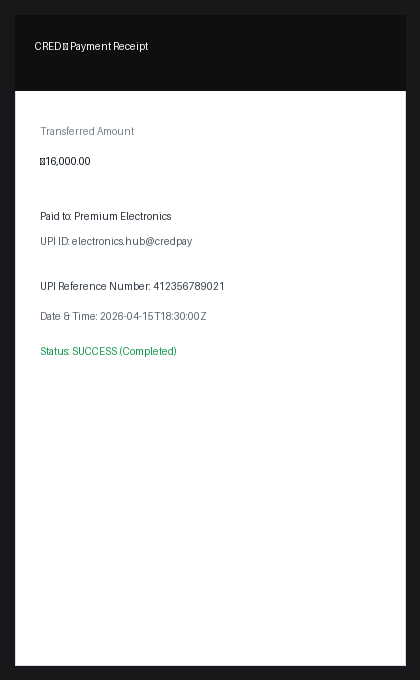 CRED Payment Receipt
Transferred Amount
16,000.00
Paid to: Premium Electronics
UPI ID: electronics.hub@credpay
UPI Reference Number: 412356789021
Date & Time: 2026-04-15T18:30:00Z
Status: SUCCESS (Completed)